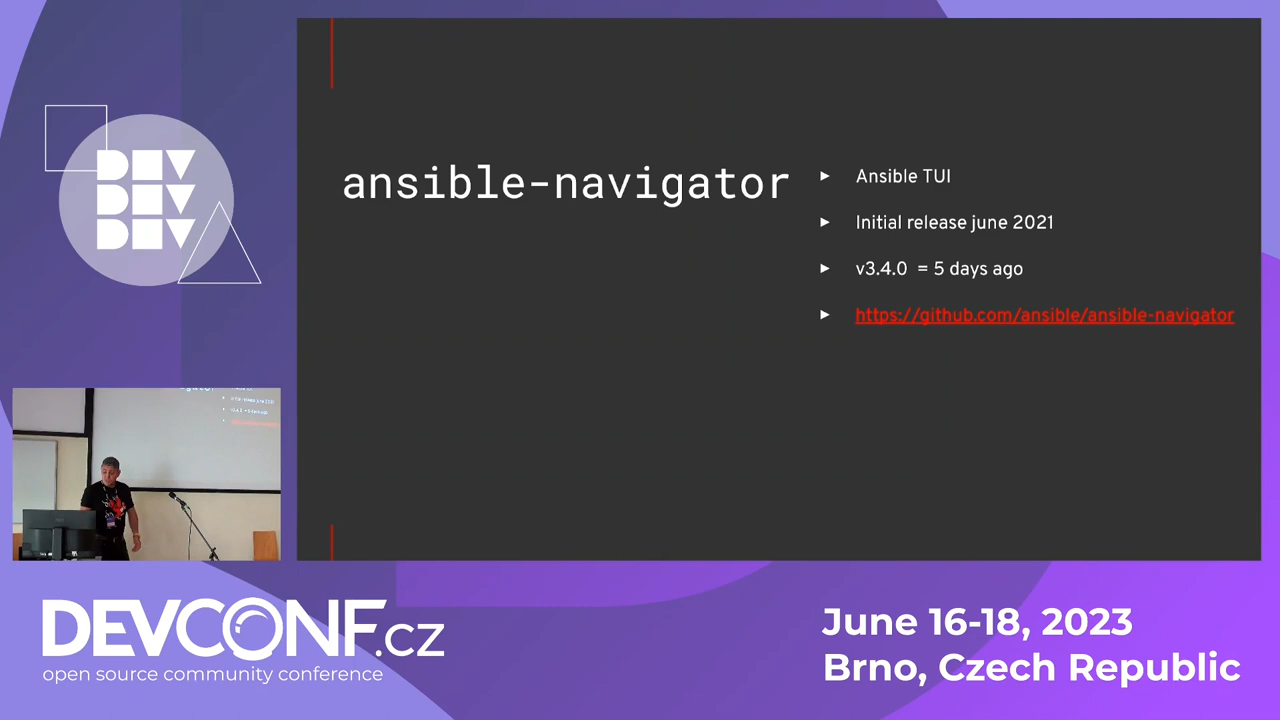 DEV
DEV
DEV
ansible-navigator
Ansible TUI
Initial release june 2021
v3.4.0 = 5 days ago
https://github.com/ansible/ansible-navigator
DEVCONF.cz
open source community conference
June 16-18, 2023
Brno, Czech Republic